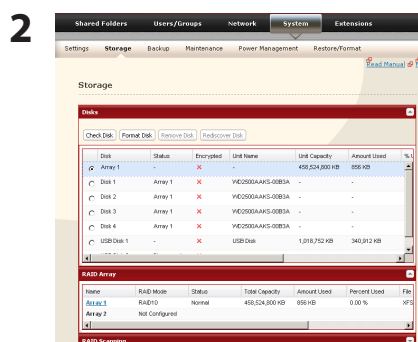 2
Shared Folders Users/Groups Network System Extensions
Settings Storage Backup Maintenance Power Management Restore/Format
Read Manual
Storage
Disks
Check Disk Format Disk Remove Disk Rediscover Disk
Disk Status Encrypted Unit Name Unit Capacity Amount Used % U
Array 1 - - 458,524,800 KB 856 KB
Disk 1 Array 1 WD2500AAKS-00B3A - -
Disk 2 Array 1 WD2500AAKS-00B3A - -
Disk 3 Array 1 WD2500AAKS-00B3A - -
Disk 4 Array 1 WD2500AAKS-00B3A - -
USB Disk 1 - USB Disk 1,018,752 KB 340,912 KB
RAID Array
Name RAID Mode Status Total Capacity Amount Used Percent Used File
Array 1 RAID10 Normal 458,524,800 KB 856 KB 0.00 % XFS
Array 2 Not Configured
RAID Scanning